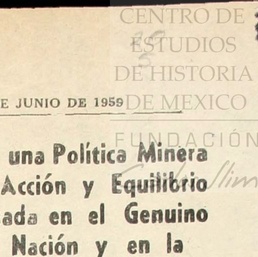 CENTRO DE
ESTUDIOS
DE HISTORIA
DE MEXICO
FUNDACIÓN
E JUNIO DE 1959
una Política Minera
Acción y Equilibrio
ada en el Genuino
Nación y en la